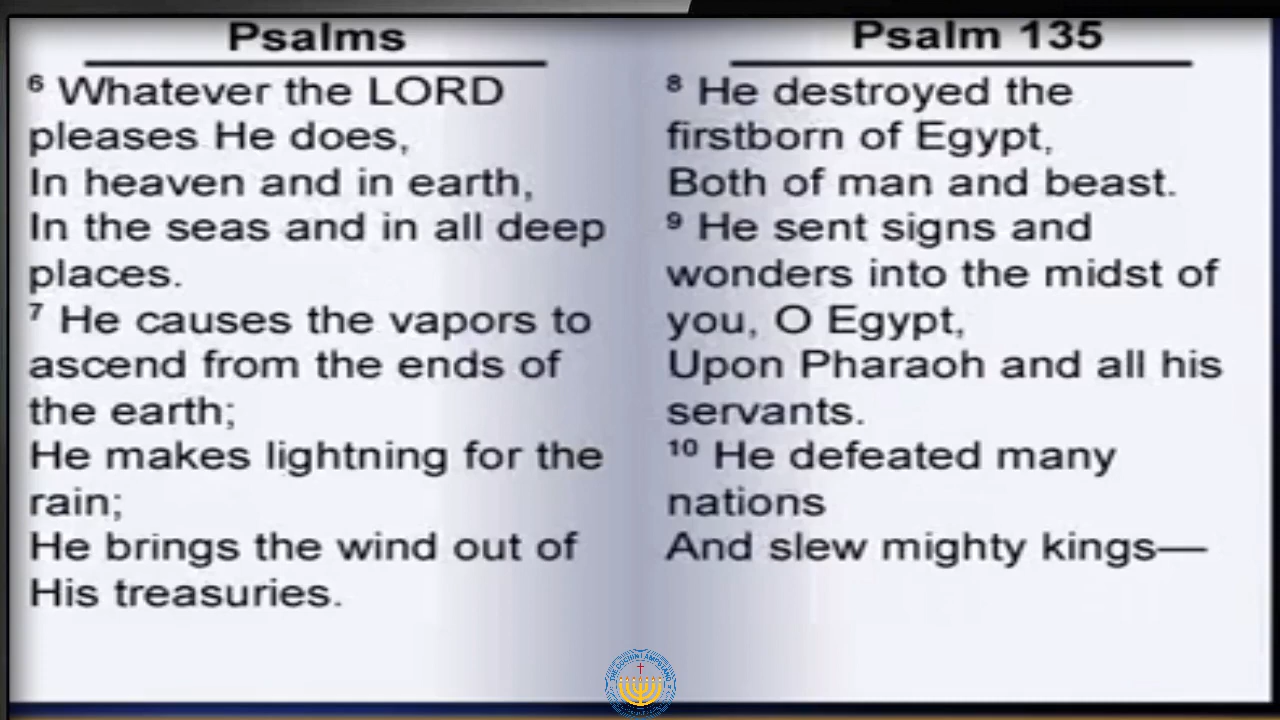 Psalms
⁶ Whatever the LORD
pleases He does,
In heaven and in earth,
In the seas and in all deep
places.
⁷ He causes the vapors to
ascend from the ends of
the earth;
He makes lightning for the
rain;
He brings the wind out of
His treasuries.
Psalm 135
⁸ He destroyed the
firstborn of Egypt,
Both of man and beast.
⁹ He sent signs and
wonders into the midst of
you, O Egypt,
Upon Pharaoh and all his
servants.
¹⁰ He defeated many
nations
And slew mighty kings—